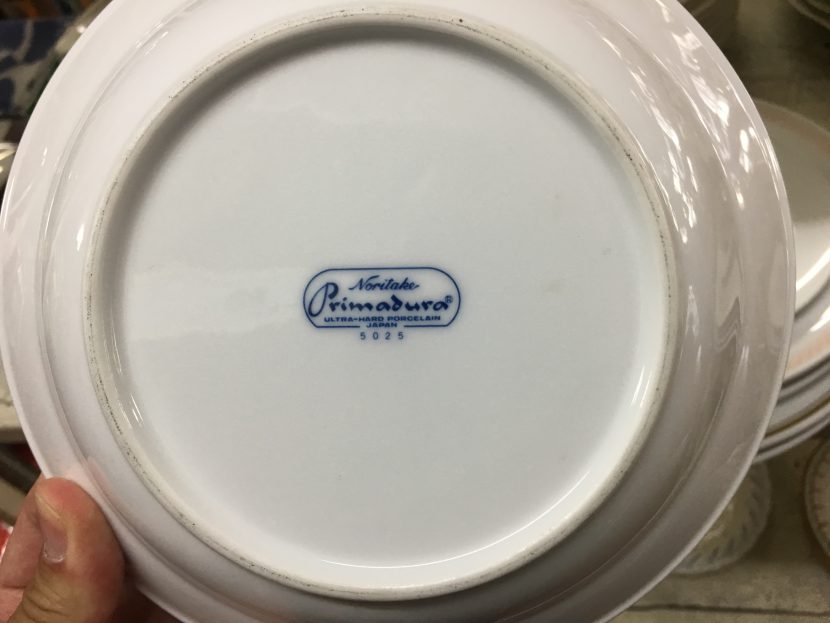 Noritake
Primadura®
ULTRA-HARD PORCELAIN
JAPAN
5025